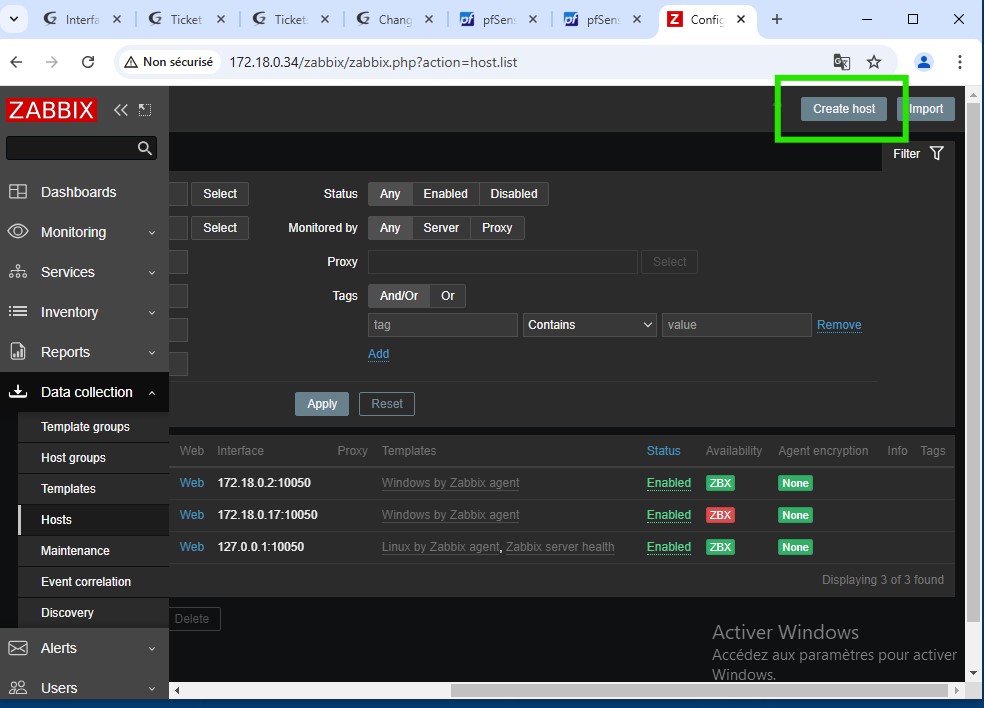 Interfa
Ticket
Ticket:
Chang
pfSen:
pfSen:
Config
Non sécurisé
172.18.0.34/zabbix/zabbix.php?action=host.list
ZABBIX
Create host
Import
Filter
Dashboards
Monitoring
Services
Inventory
Reports
Data collection
Template groups
Host groups
Templates
Hosts
Maintenance
Event correlation
Discovery
Alerts
Users
Select
Status Any Enabled Disabled
Select
Monitored by Any Server Proxy
Proxy Select
Tags And/Or Or
tag Contains value Remove
Add
Apply Reset
Web Interface Proxy Templates Status Availability Agent encryption Info Tags
Web 172.18.0.2:10050 Windows by Zabbix agent Enabled ZBX None
Web 172.18.0.17:10050 Windows by Zabbix agent Enabled ZBX None
Web 127.0.0.1:10050 Linux by Zabbix agent, Zabbix server health Enabled ZBX None
Displaying 3 of 3 found
Delete
Activer Windows
Accédez aux paramètres pour activer
Windows.